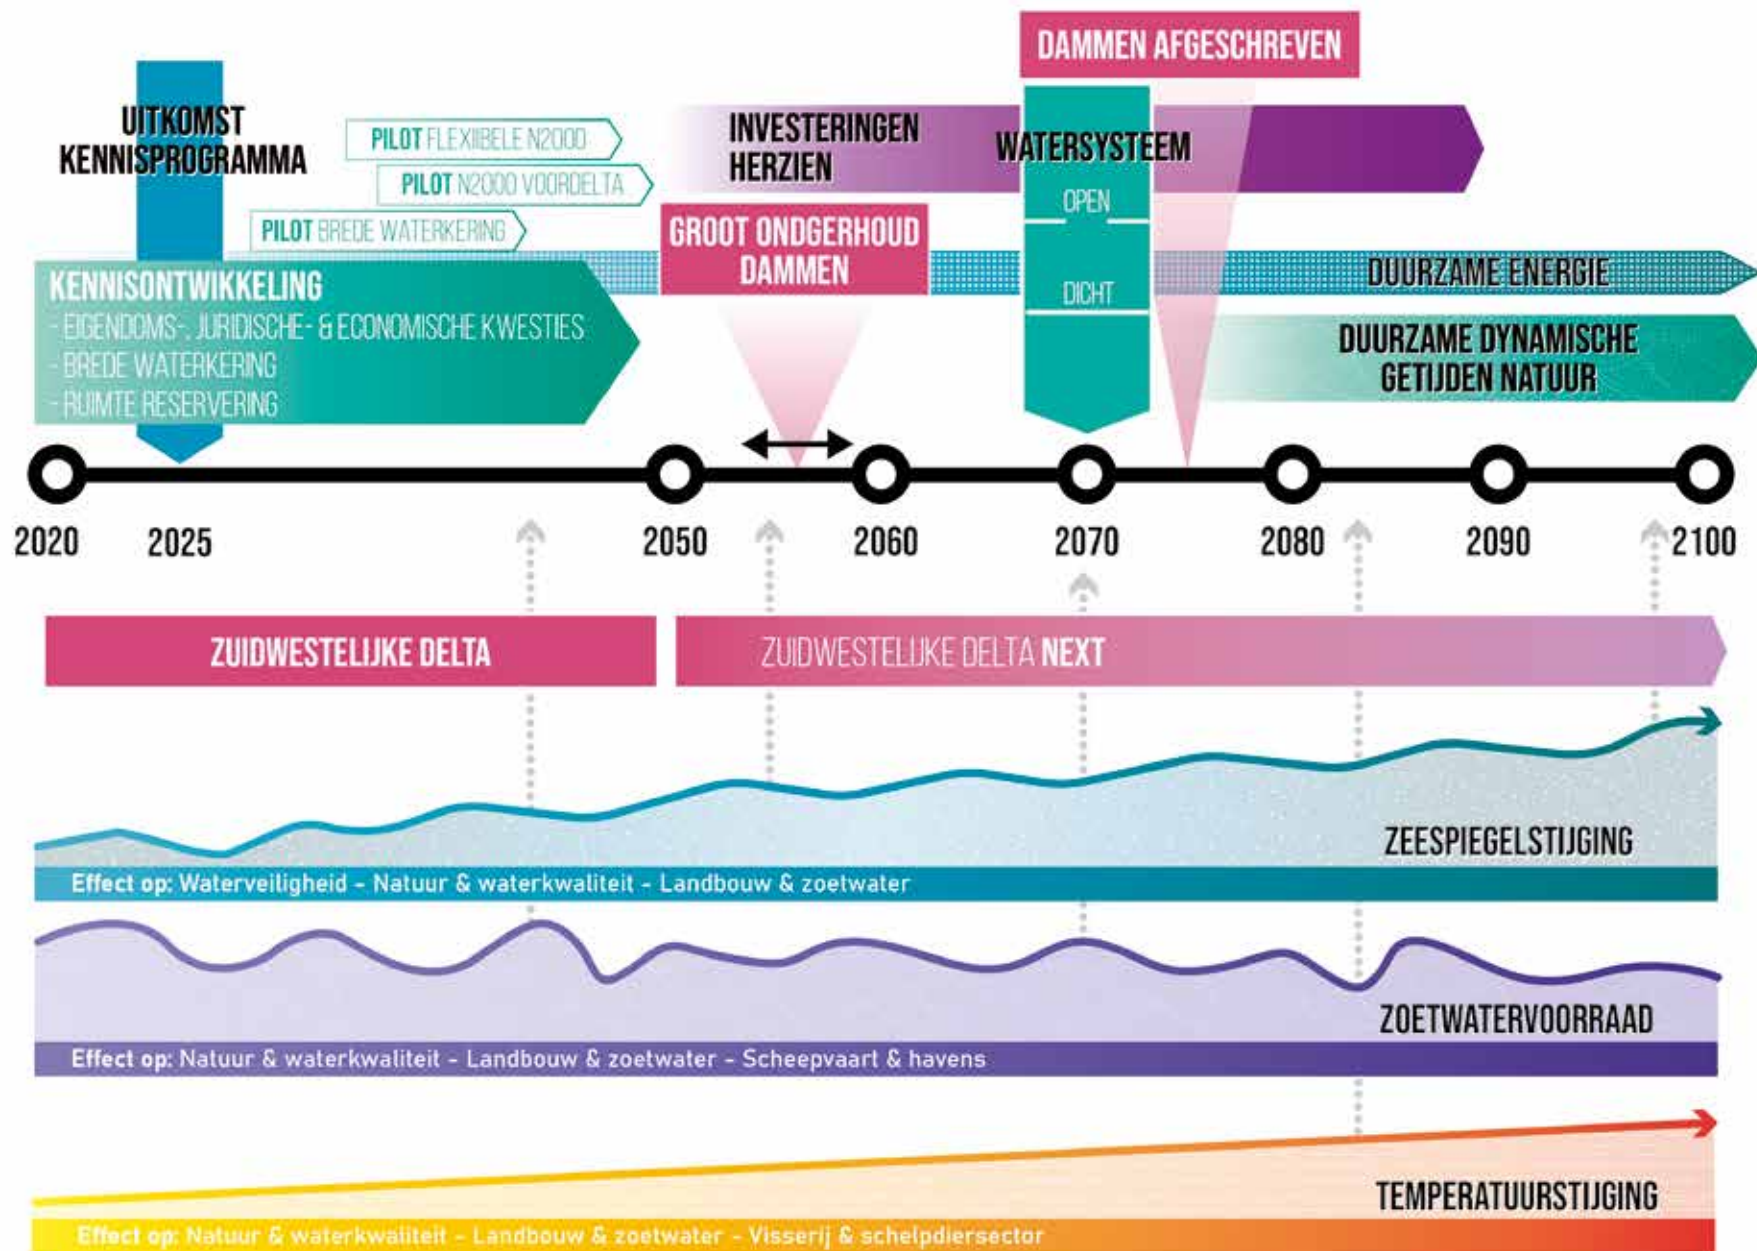 DAMMEN AFGESCHREVEN
UITKOMST
KENNISPROGRAMMA
PILOT FLEXIIBELE N2000
PILOT N2000 VOORDELTA
PILOT BREDE WATERKERING
INVESTERINGEN
HERZIEN
WATERSYSTEEM
OPEN
DICHT
GROOT ONDGERHOUD
DAMMEN
DUURZAME ENERGIE
KENNISONTWIKKELING
- EIGENDOMS-, JURIDISCHE- & ECONOMISCHE KWESTIES
- BREDE WATERKERING
- RUIMTE RESERVERING
DUURZAME DYNAMISCHE
GETIJDEN NATUUR
2020 2025 2050 2060 2070 2080 2090 2100
ZUIDWESTELIJKE DELTA
ZUIDWESTELIJKE DELTA NEXT
ZEESPIEGELSTIJGING
Effect op: Waterveiligheid - Natuur & waterkwaliteit - Landbouw & zoetwater
ZOETWATERVOORRAAD
Effect op: Natuur & waterkwaliteit - Landbouw & zoetwater - Scheepvaart & havens
TEMPERATUURSTIJGING
Effect op: Natuur & waterkwaliteit - Landbouw & zoetwater - Visserij & schelpdiersector